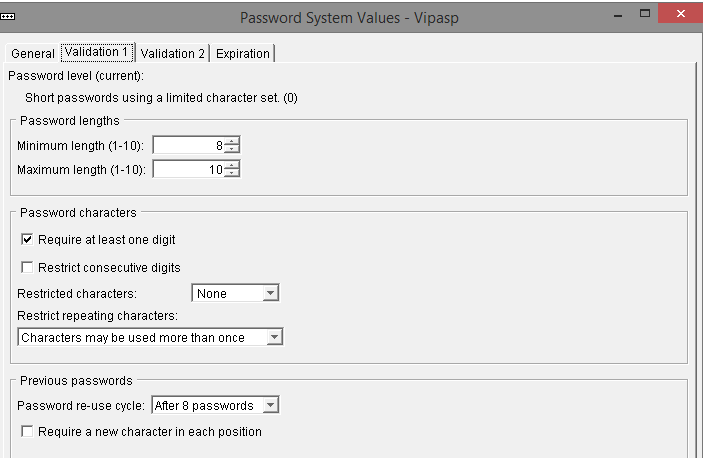 Password System Values - Vipasp
General Validation 1 Validation 2 Expiration
Password level (current):
Short passwords using a limited character set. (0)
Password lengths
Minimum length (1-10): 8
Maximum length (1-10): 10
Password characters
Require at least one digit
Restrict consecutive digits
Restricted characters: None
Restrict repeating characters:
Characters may be used more than once
Previous passwords
Password re-use cycle: After 8 passwords
Require a new character in each position